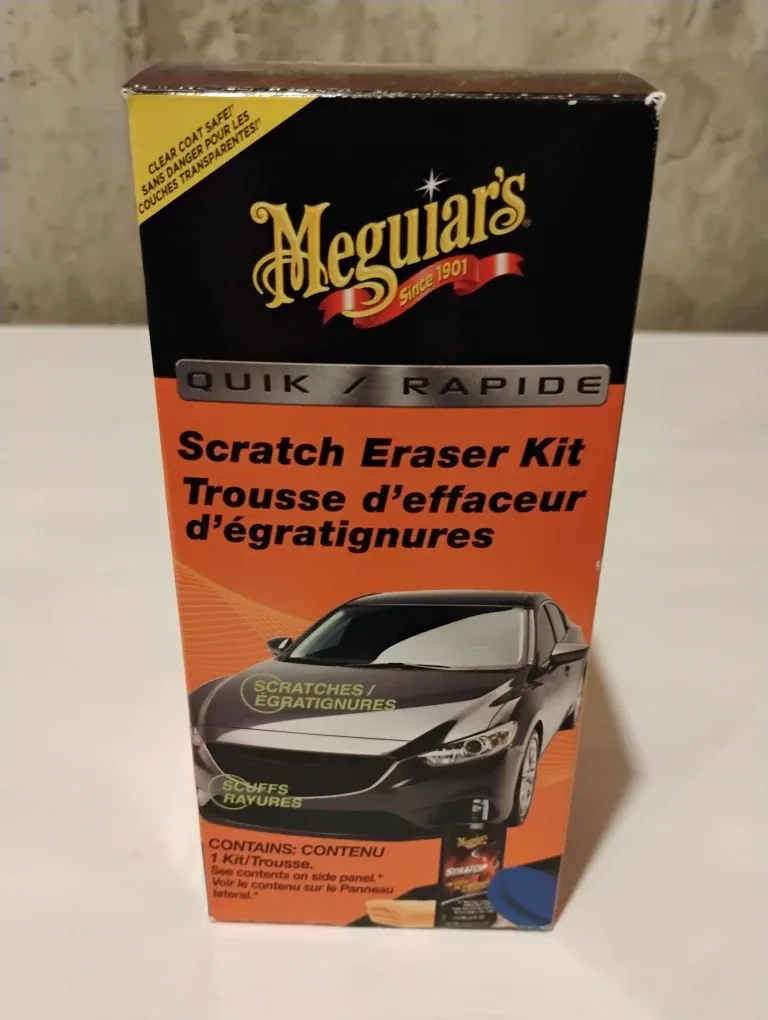 CLEAR COAT SAFE!†
SANS DANGER POUR LES
COUCHES TRANSPARENTES!†
Meguiar's
Since 1901
QUIK / RAPIDE
Scratch Eraser Kit
Trousse d'effaceur
d'égratignures
SCRATCHES /
ÉGRATIGNURES
SCUFFS
RAYURES
CONTAINS: CONTENU
1 Kit/Trousse.
See contents on side panel.*
Voir le contenu sur le Panneau
lateral.*
Meguiar's